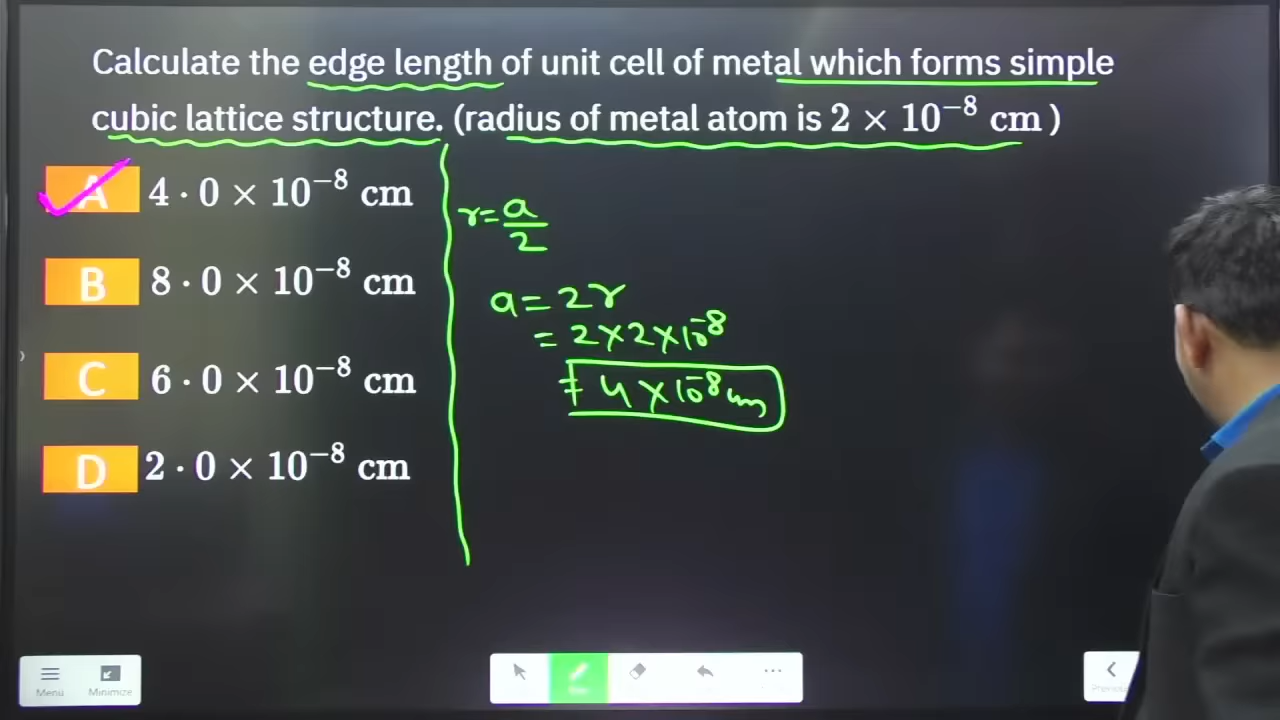 Calculate the edge length of unit cell of metal which forms simple
cubic lattice structure. (radius of metal atom is 2 × 10⁻⁸ cm )
A 4 · 0 × 10⁻⁸ cm
B 8 · 0 × 10⁻⁸ cm
C 6 · 0 × 10⁻⁸ cm
D 2 · 0 × 10⁻⁸ cm
r = a/2
a = 2r
= 2 × 2 × 10⁻⁸
= 4 × 10⁻⁸ cm
Menu
Minimize
Previous